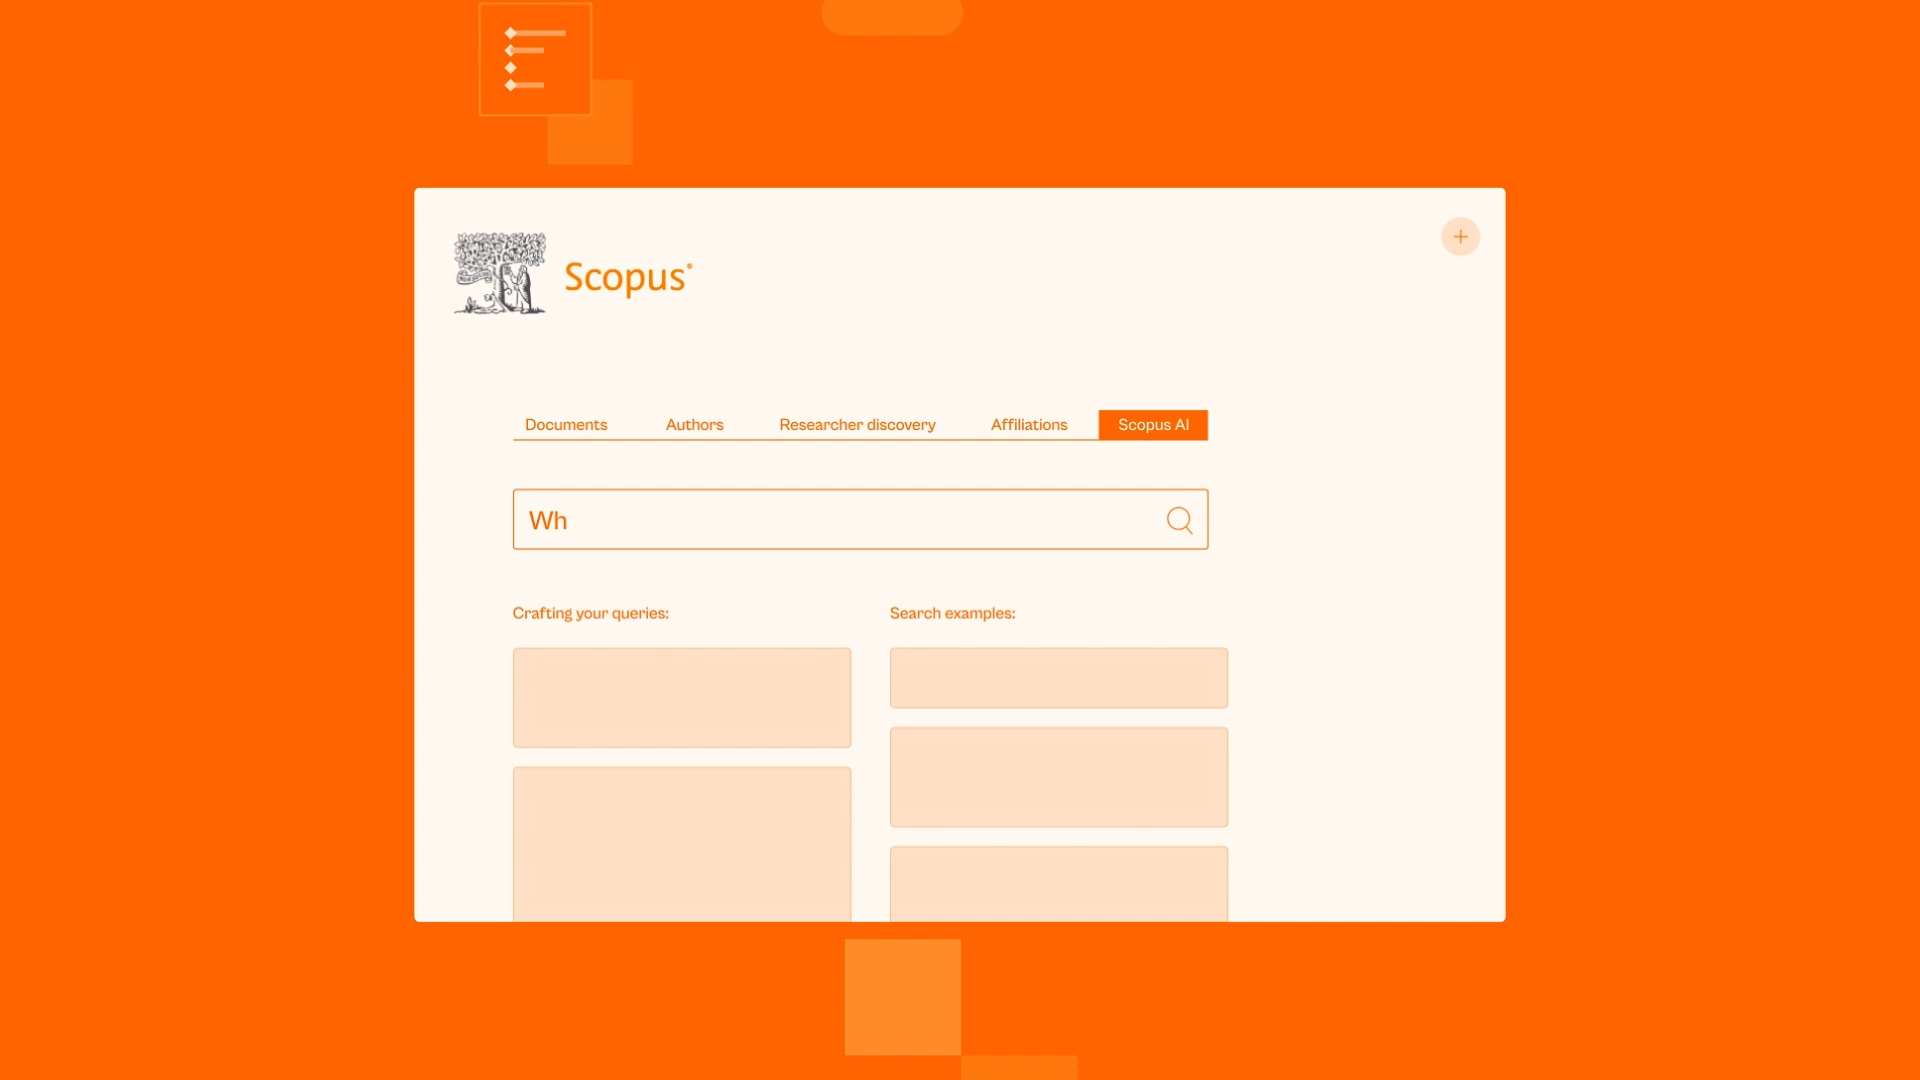 Scopus®
Documents Authors Researcher discovery Affiliations Scopus AI
Wh
Crafting your queries: Search examples: